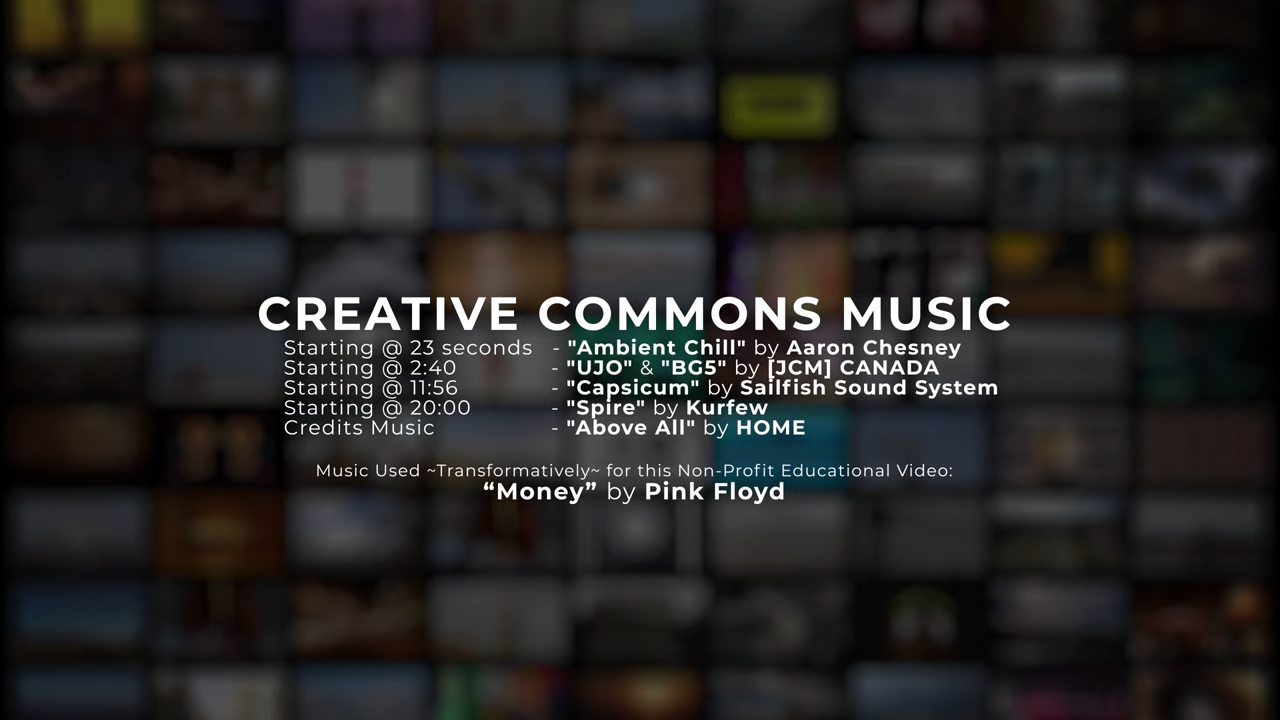 CREATIVE COMMONS MUSIC
Starting @ 23 seconds - "Ambient Chill" by Aaron Chesney
Starting @ 2:40 - "UJO" & "BG5" by [JCM] CANADA
Starting @ 11:56 - "Capsicum" by Sailfish Sound System
Starting @ 20:00 - "Spire" by Kurfew
Credits Music - "Above All" by HOME
Music Used ~Transformatively~ for this Non-Profit Educational Video:
“Money” by Pink Floyd